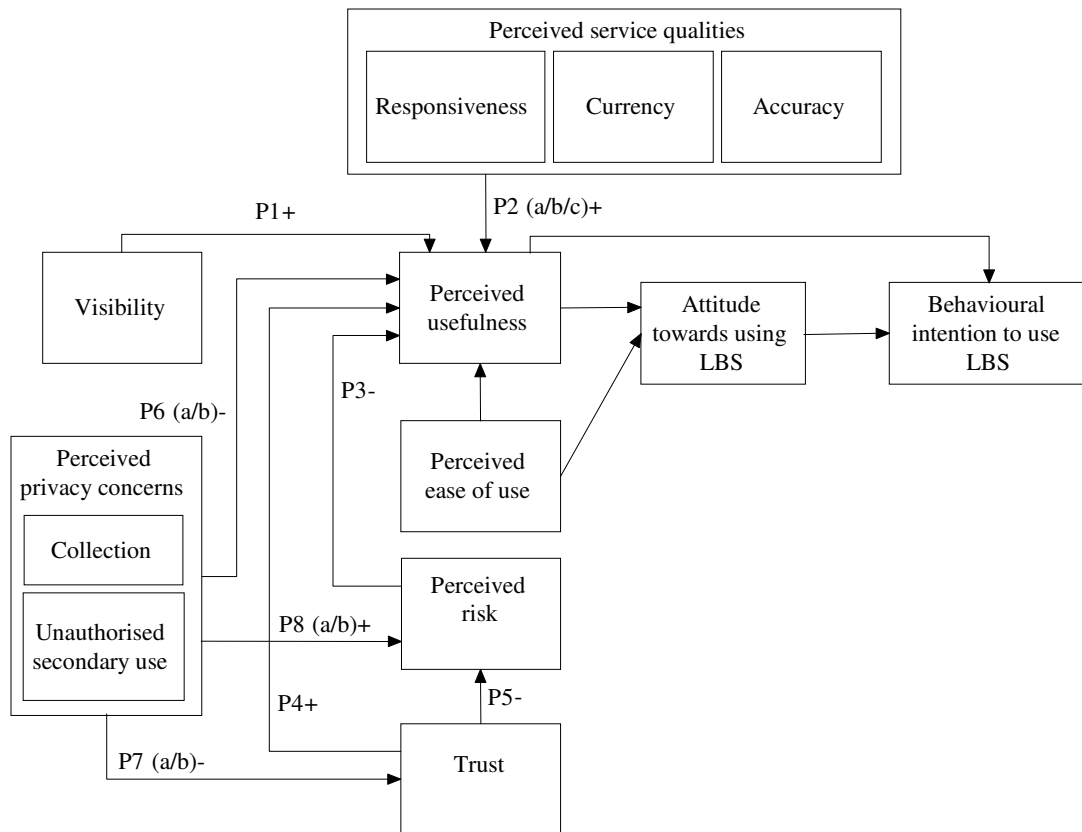 Perceived service qualities
Responsiveness
Currency
Accuracy
P2 (a/b/c)+
P1+
Visibility
Perceived
usefulness
Attitude
towards using
LBS
Behavioural
intention to use
LBS
P3-
P6 (a/b)-
Perceived
privacy concerns
Collection
Unauthorised
secondary use
Perceived
ease of use
Perceived
risk
P8 (a/b)+
P4+
P5-
P7 (a/b)-
Trust